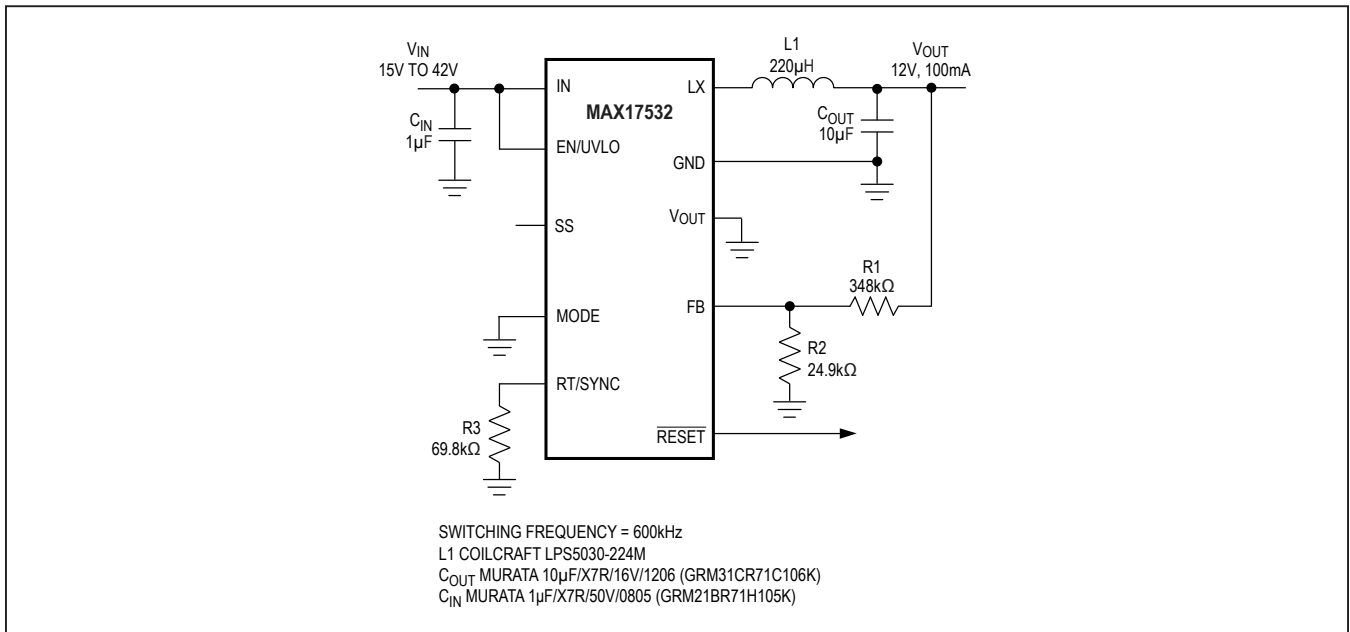 VIN
15V TO 42V
CIN
1µF
IN
EN/UVLO
SS
MODE
RT/SYNC
R3
69.8kΩ
MAX17532
LX
GND
VOUT
FB
RESET
L1
220µH
COUT
10µF
VOUT
12V, 100mA
R1
348kΩ
R2
24.9kΩ
SWITCHING FREQUENCY = 600kHz
L1 COILCRAFT LPS5030-224M
COUT MURATA 10µF/X7R/16V/1206 (GRM31CR71C106K)
CIN MURATA 1µF/X7R/50V/0805 (GRM21BR71H105K)